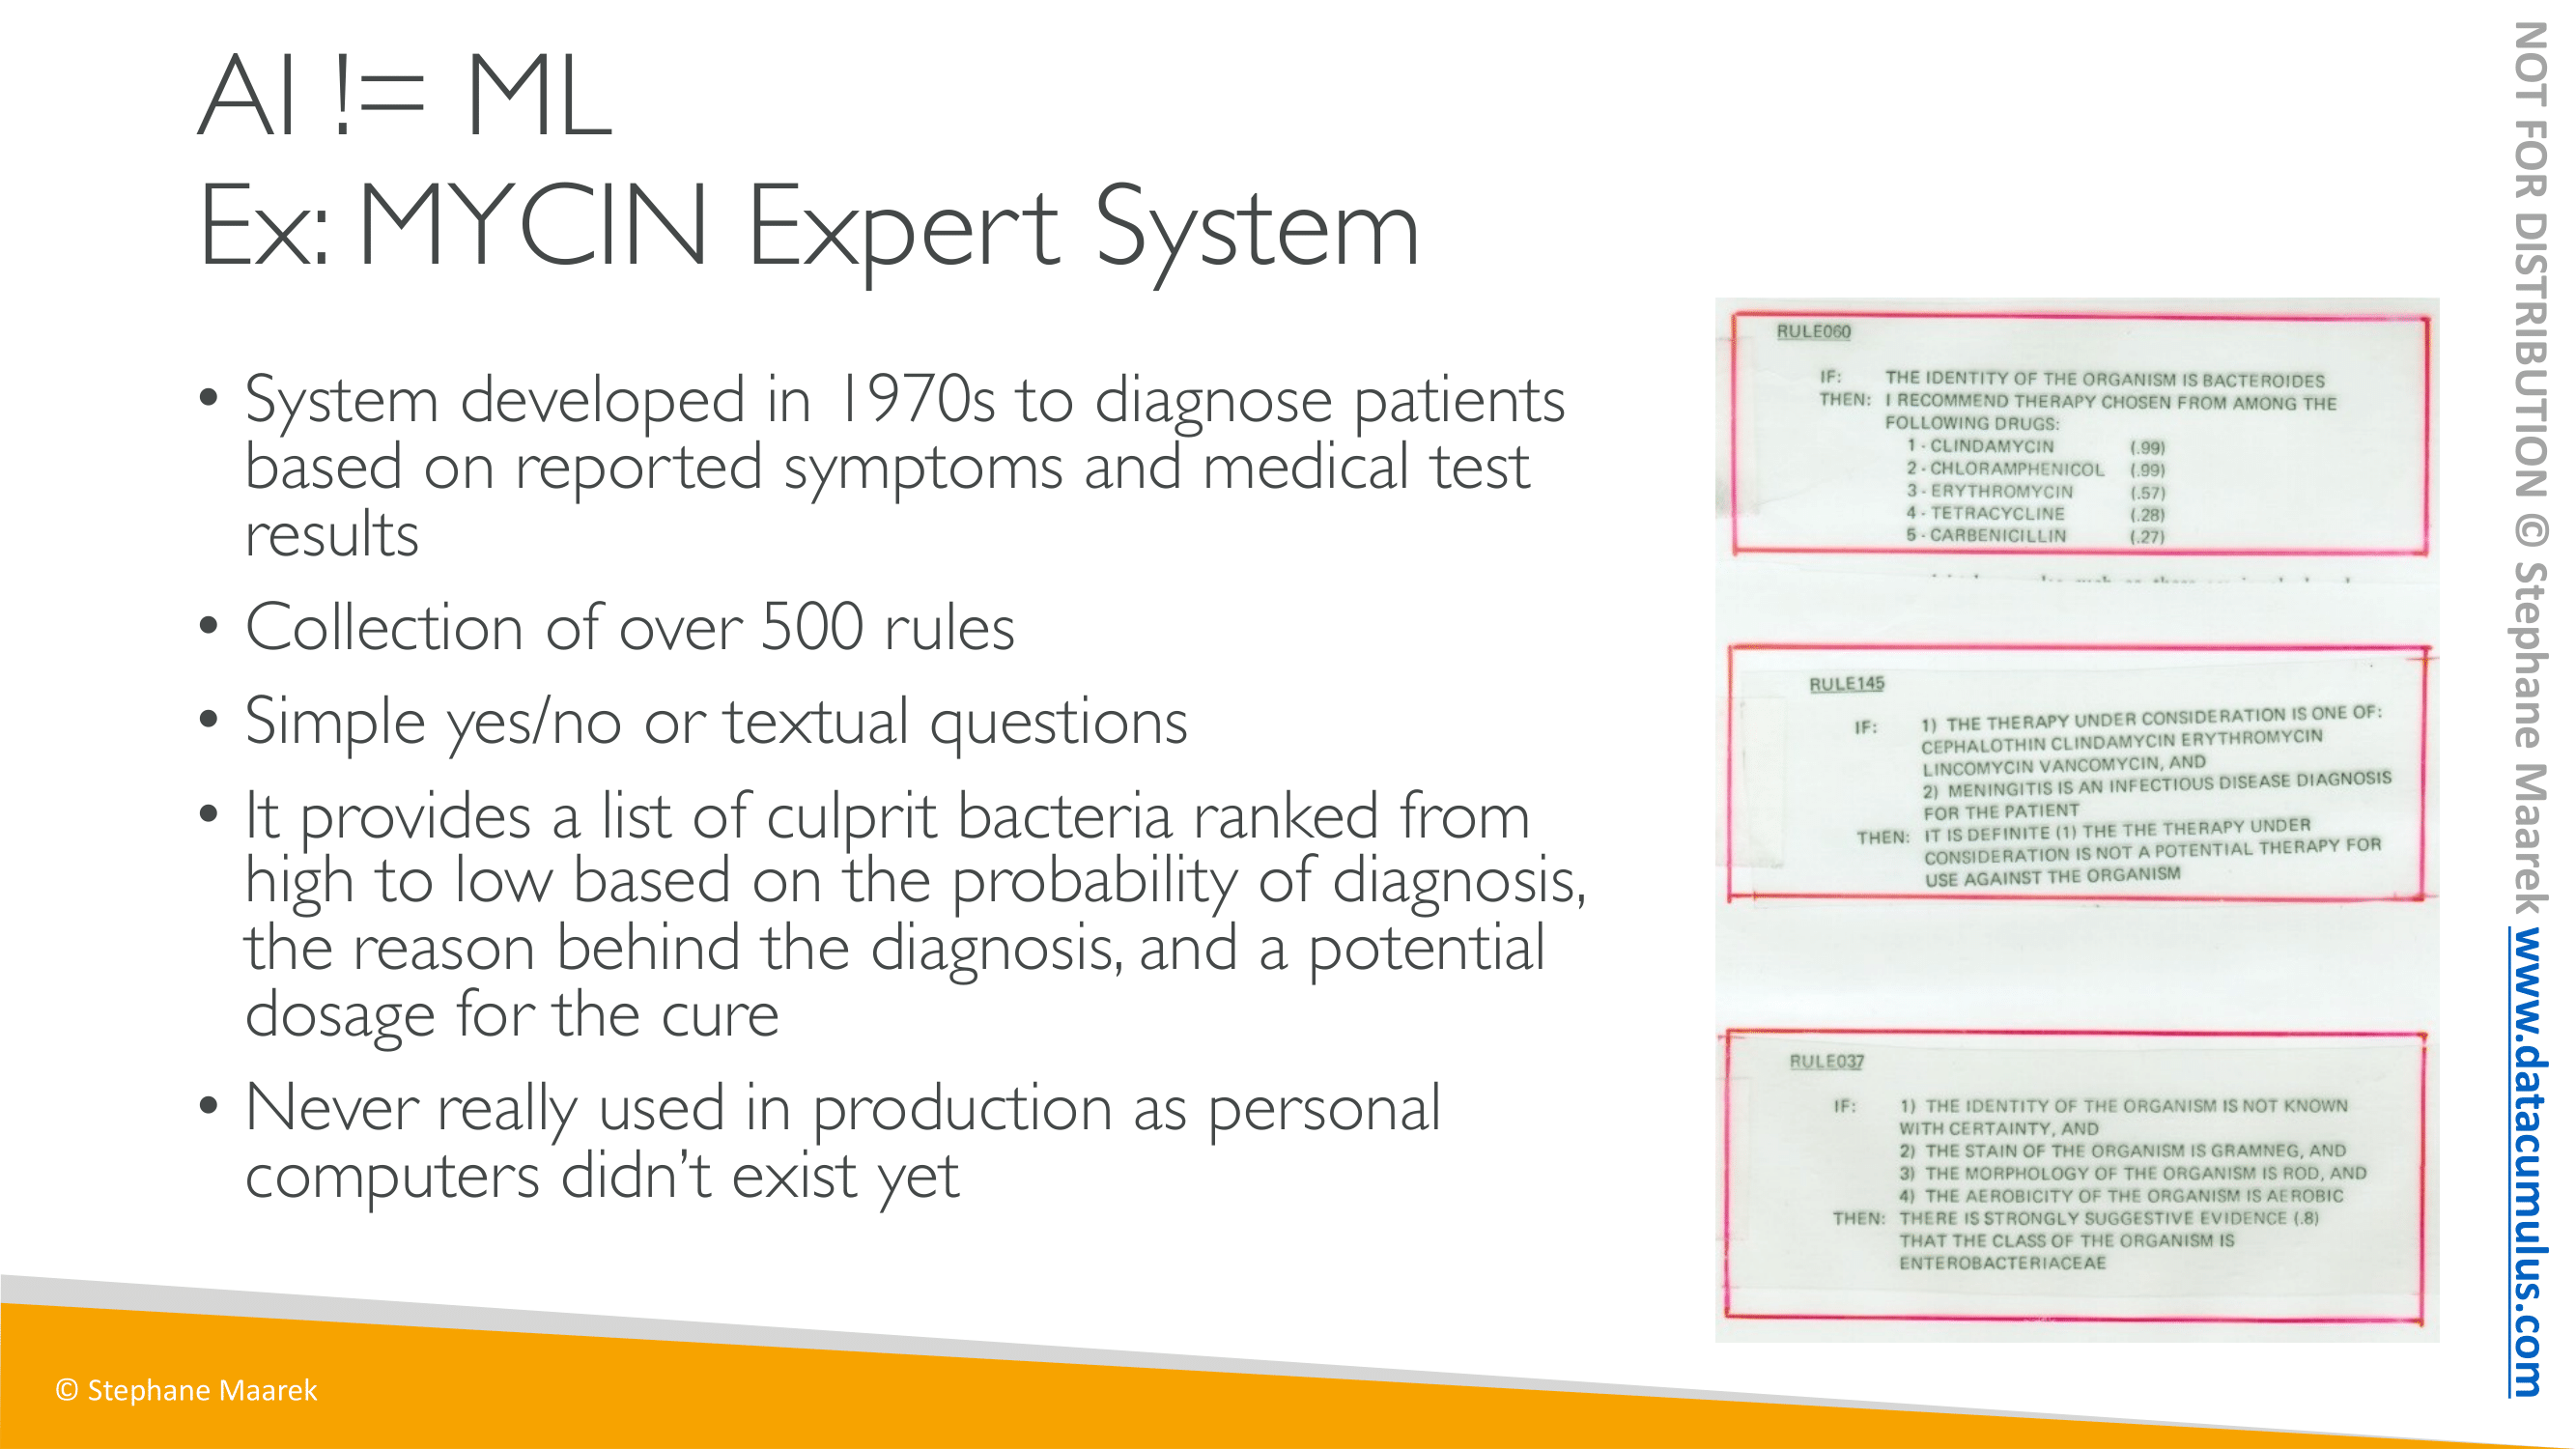 AI != ML
Ex: MYCIN Expert System
• System developed in 1970s to diagnose patients
based on reported symptoms and medical test
results
• Collection of over 500 rules
• Simple yes/no or textual questions
• It provides a list of culprit bacteria ranked from
high to low based on the probability of diagnosis,
the reason behind the diagnosis, and a potential
dosage for the cure
• Never really used in production as personal
computers didn't exist yet
RULE060
IF: THE IDENTITY OF THE ORGANISM IS BACTEROIDES
THEN: I RECOMMEND THERAPY CHOSEN FROM AMONG THE
FOLLOWING DRUGS:
1 - CLINDAMYCIN (.99)
2 - CHLORAMPHENICOL (.99)
3 - ERYTHROMYCIN (.57)
4 - TETRACYCLINE (.28)
5 - CARBENICILLIN (.27)
RULE145
IF: 1) THE THERAPY UNDER CONSIDERATION IS ONE OF:
CEPHALOTHIN CLINDAMYCIN ERYTHROMYCIN
LINCOMYCIN VANCOMYCIN, AND
2) MENINGITIS IS AN INFECTIOUS DISEASE DIAGNOSIS
FOR THE PATIENT
THEN: IT IS DEFINITE (1) THE THE THERAPY UNDER
CONSIDERATION IS NOT A POTENTIAL THERAPY FOR
USE AGAINST THE ORGANISM
RULE037
IF: 1) THE IDENTITY OF THE ORGANISM IS NOT KNOWN
WITH CERTAINTY, AND
2) THE STAIN OF THE ORGANISM IS GRAMNEG, AND
3) THE MORPHOLOGY OF THE ORGANISM IS ROD, AND
4) THE AEROBICITY OF THE ORGANISM IS AEROBIC
THEN: THERE IS STRONGLY SUGGESTIVE EVIDENCE (.8)
THAT THE CLASS OF THE ORGANISM IS
ENTEROBACTERIACEAE
© Stephane Maarek
NOT FOR DISTRIBUTION © Stephane Maarek www.datacumulus.com